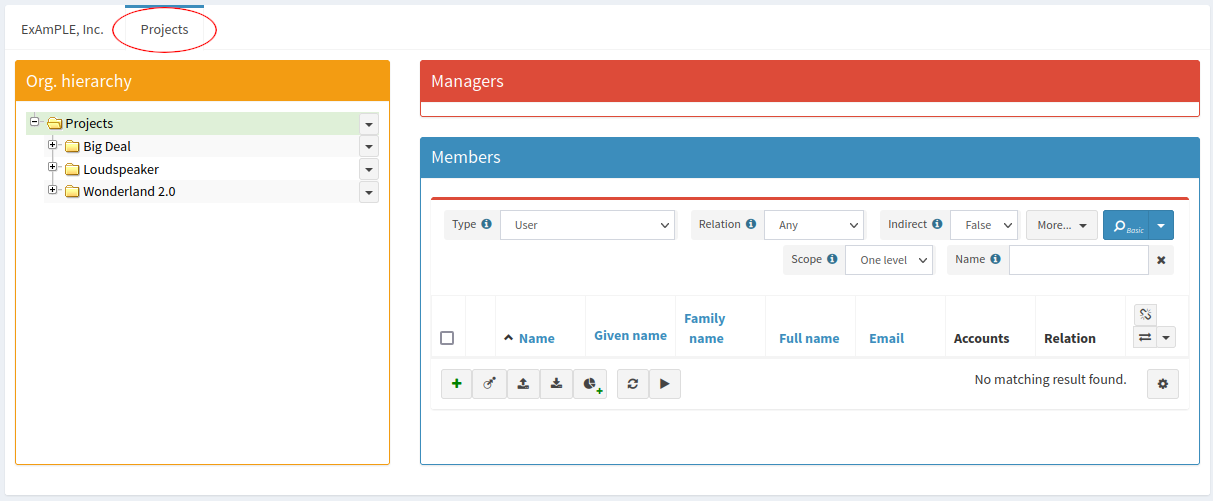 ExAmPLE, Inc.
Projects
Org. hierarchy
Projects
Big Deal
Loudspeaker
Wonderland 2.0
Managers
Members
Type User Relation Any Indirect False More... Basic
Scope One level Name
Name Given name Family name Full name Email Accounts Relation
No matching result found.